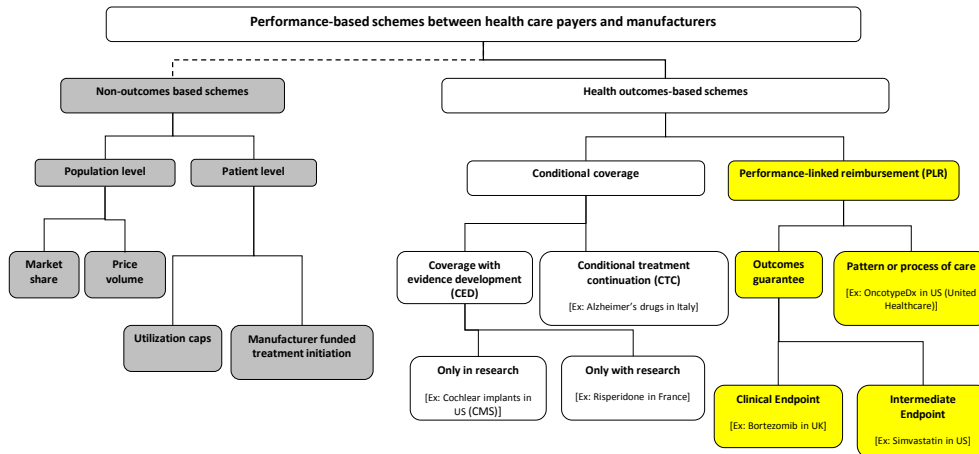 Performance-based schemes between health care payers and manufacturers
Non-outcomes based schemes
Health outcomes-based schemes
Population level
Patient level
Conditional coverage
Performance-linked reimbursement (PLR)
Market
share
Price
volume
Coverage with
evidence development
(CED)
Conditional treatment
continuation (CTC)
[Ex: Alzheimer's drugs in Italy]
Outcomes
guarantee
Pattern or process of care
[Ex: OncotypeDx in US (United
Healthcare)]
Utilization caps
Manufacturer funded
treatment initiation
Only in research
[Ex: Cochlear implants in
US (CMS)]
Only with research
[Ex: Risperidone in France]
Clinical Endpoint
[Ex: Bortezomib in UK]
Intermediate
Endpoint
[Ex: Simvastatin in US]